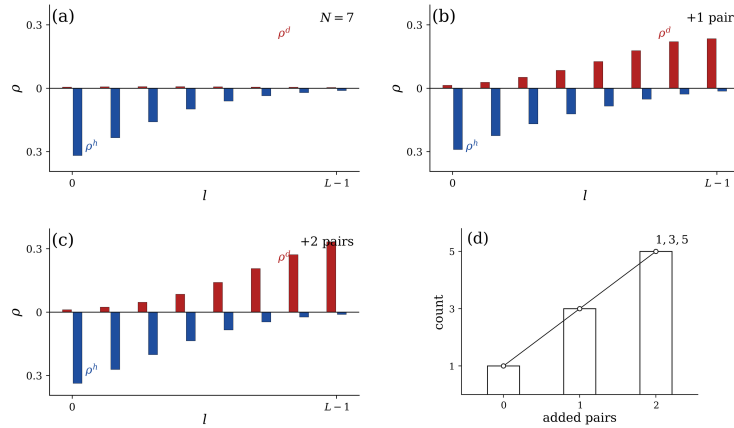 (a)
N = 7
0.3
ρ^d
ρ
0
ρ^h
0.3
0
L − 1
l
(b)
+1 pair
0.3
ρ^d
ρ
0
ρ^h
0.3
0
L − 1
l
(c)
+2 pairs
0.3
ρ^d
ρ
0
ρ^h
0.3
0
L − 1
l
(d)
1, 3, 5
5
count
3
1
0
1
2
added pairs